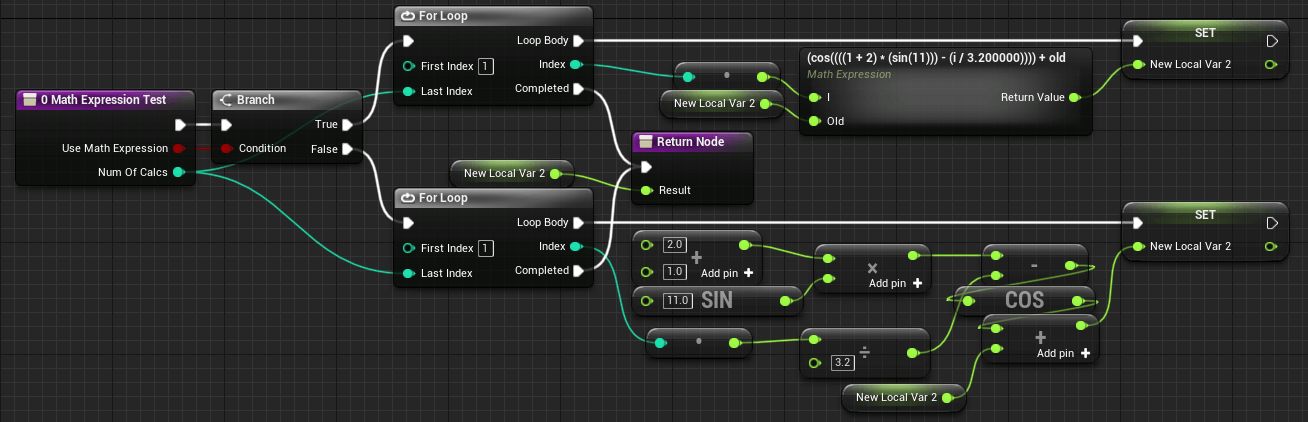 For Loop
Loop Body
First Index 1
Index
Last Index
Completed
SET
New Local Var 2
(cos((((1 + 2) * (sin(11))) - (i / 3.200000)))) + old
Math Expression
I
Return Value
Old
New Local Var 2
0 Math Expression Test
Use Math Expression
Num Of Calcs
Branch
True
Condition
False
Return Node
Result
New Local Var 2
For Loop
Loop Body
First Index 1
Index
Last Index
Completed
SET
New Local Var 2
2.0
+
1.0
Add pin +
11.0 SIN
×
Add pin +
-
COS
+
Add pin +
÷
3.2
New Local Var 2